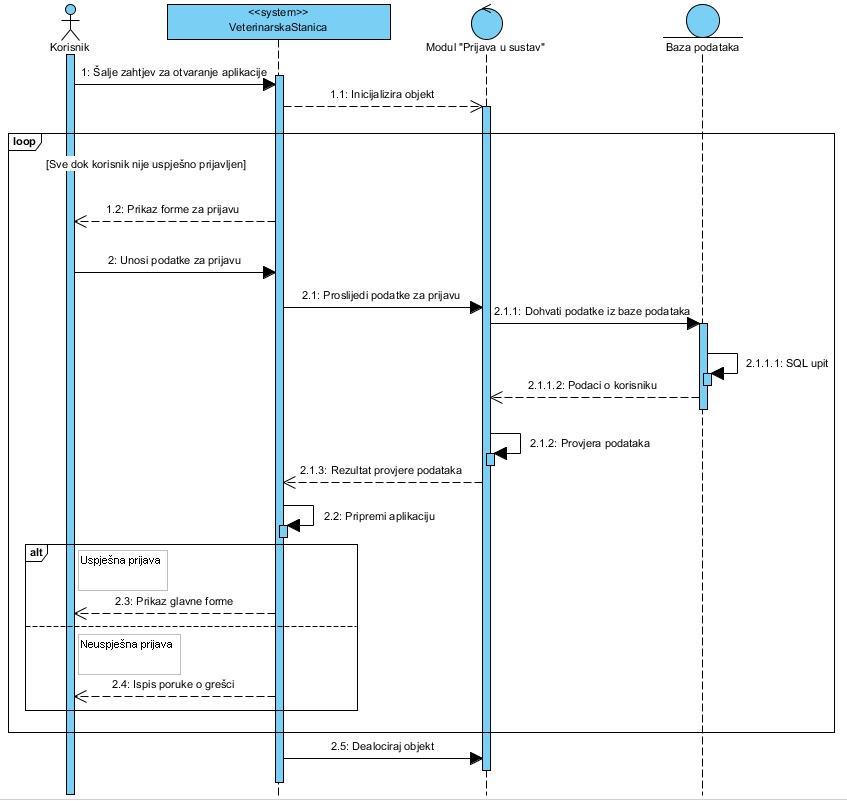 <<system>>
VeterinarskaStanica
Korisnik
Modul "Prijava u sustav"
Baza podataka
1: Šalje zahtjev za otvaranje aplikacije
1.1: Inicijalizira objekt
loop
[Sve dok korisnik nije uspješno prijavljen]
1.2: Prikaz forme za prijavu
2: Unosi podatke za prijavu
2.1: Proslijedi podatke za prijavu
2.1.1: Dohvati podatke iz baze podataka
2.1.1.1: SQL upit
2.1.1.2: Podaci o korisniku
2.1.2: Provjera podataka
2.1.3: Rezultat provjere podataka
2.2: Pripremi aplikaciju
alt
Uspješna prijava
2.3: Prikaz glavne forme
Neuspješna prijava
2.4: Ispis poruke o grešci
2.5: Dealociraj objekt